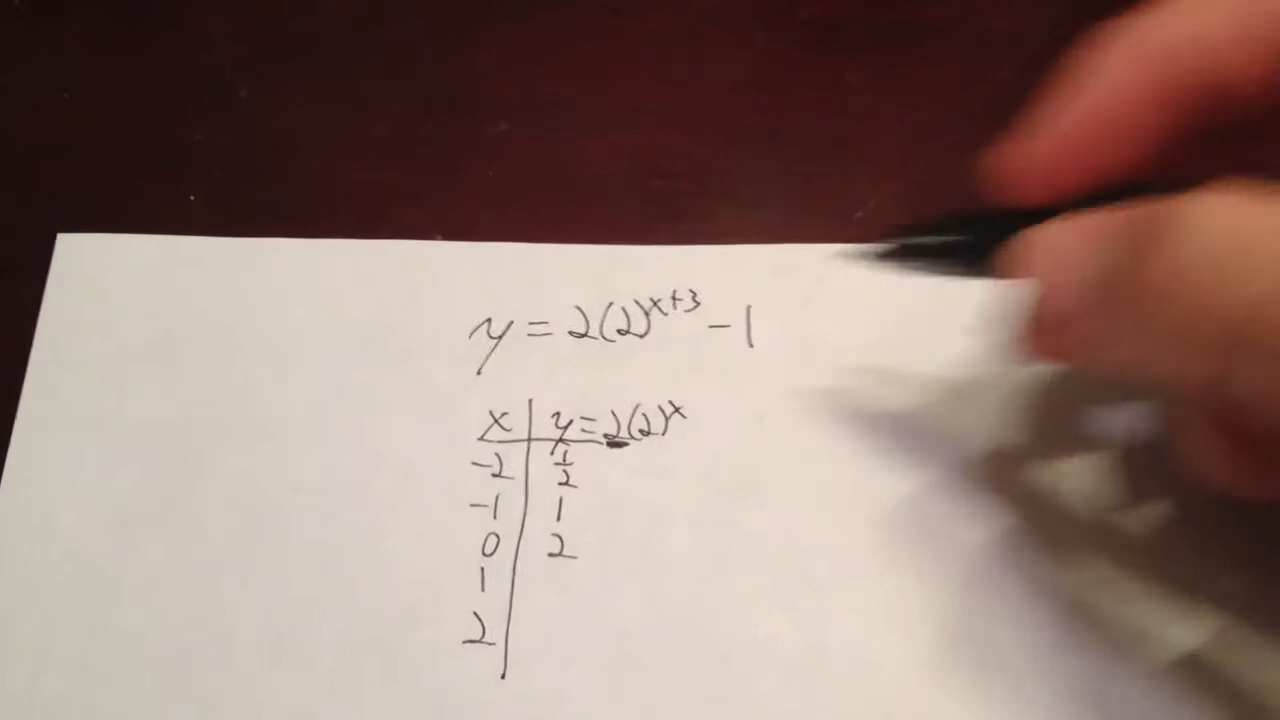 y = 2(2)^{x+3} - 1
x | y = 2(2)^x
-2 | 1/2
-1 | 1
0 | 2
1 |
2 |